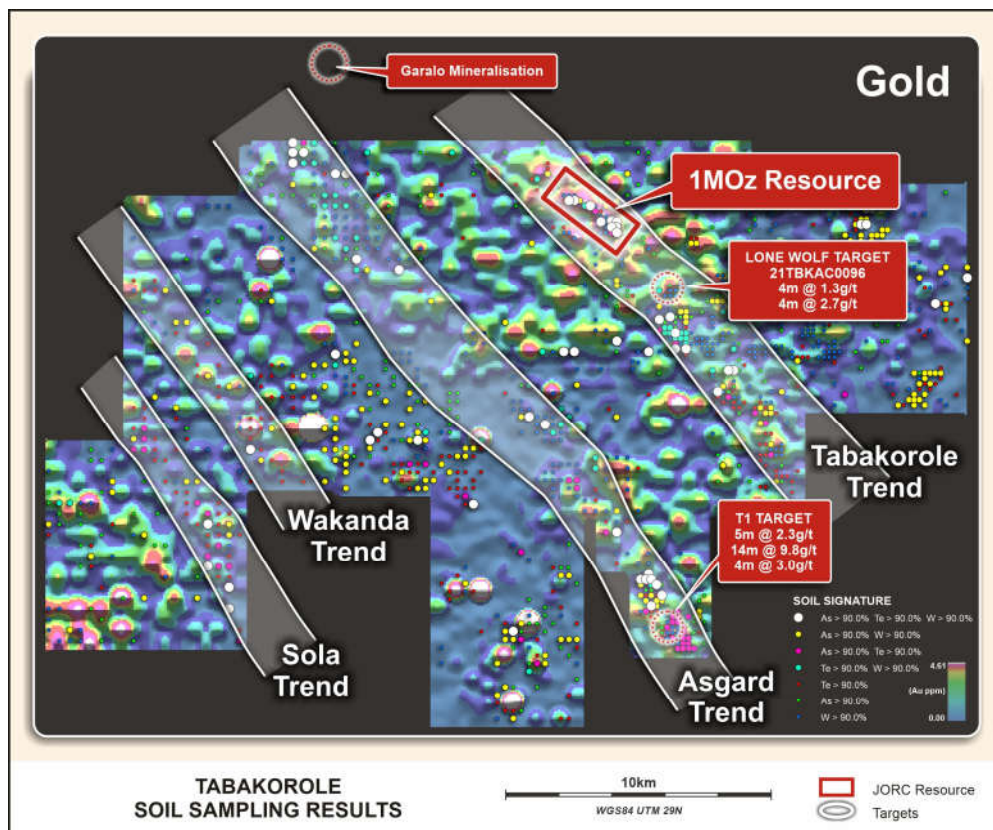 Garalo Mineralisation
Gold
1MOz Resource
LONE WOLF TARGET
21TBKAC0096
4m @ 1.3g/t
4m @ 2.7g/t
Tabakorole
Trend
Wakanda
Trend
T1 TARGET
5m @ 2.3g/t
14m @ 9.8g/t
4m @ 3.0g/t
Sola
Trend
Asgard
Trend
SOIL SIGNATURE
As > 90.0% Te > 90.0% W > 90.0%
As > 90.0% W > 90.0%
As > 90.0% Te > 90.0%
Te > 90.0% W > 90.0%
Te > 90.0%
As > 90.0%
W > 90.0%
4.61
(Au ppm)
0.00
TABAKOROLE
SOIL SAMPLING RESULTS
10km
WGS84 UTM 29N
JORC Resource
Targets